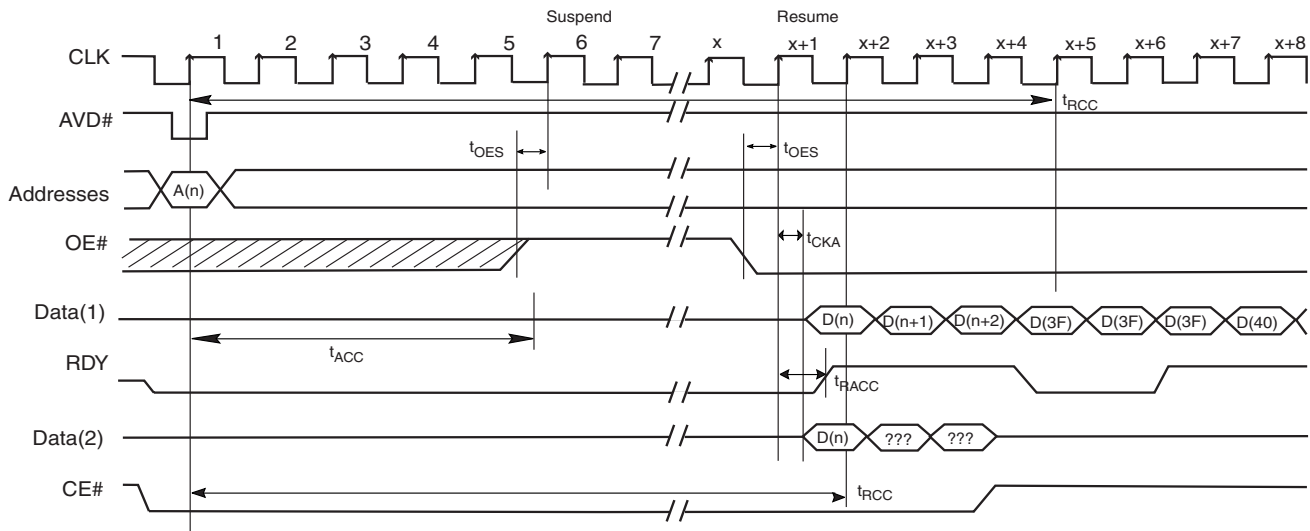 Suspend Resume
CLK 1 2 3 4 5 6 7 x x+1 x+2 x+3 x+4 x+5 x+6 x+7 x+8
tRCC
AVD#
tOES tOES
Addresses A(n)
OE# tCKA
Data(1) D(n) D(n+1) D(n+2) D(3F) D(3F) D(3F) D(40)
tACC
RDY tRACC
Data(2) D(n) ??? ???
CE# tRCC